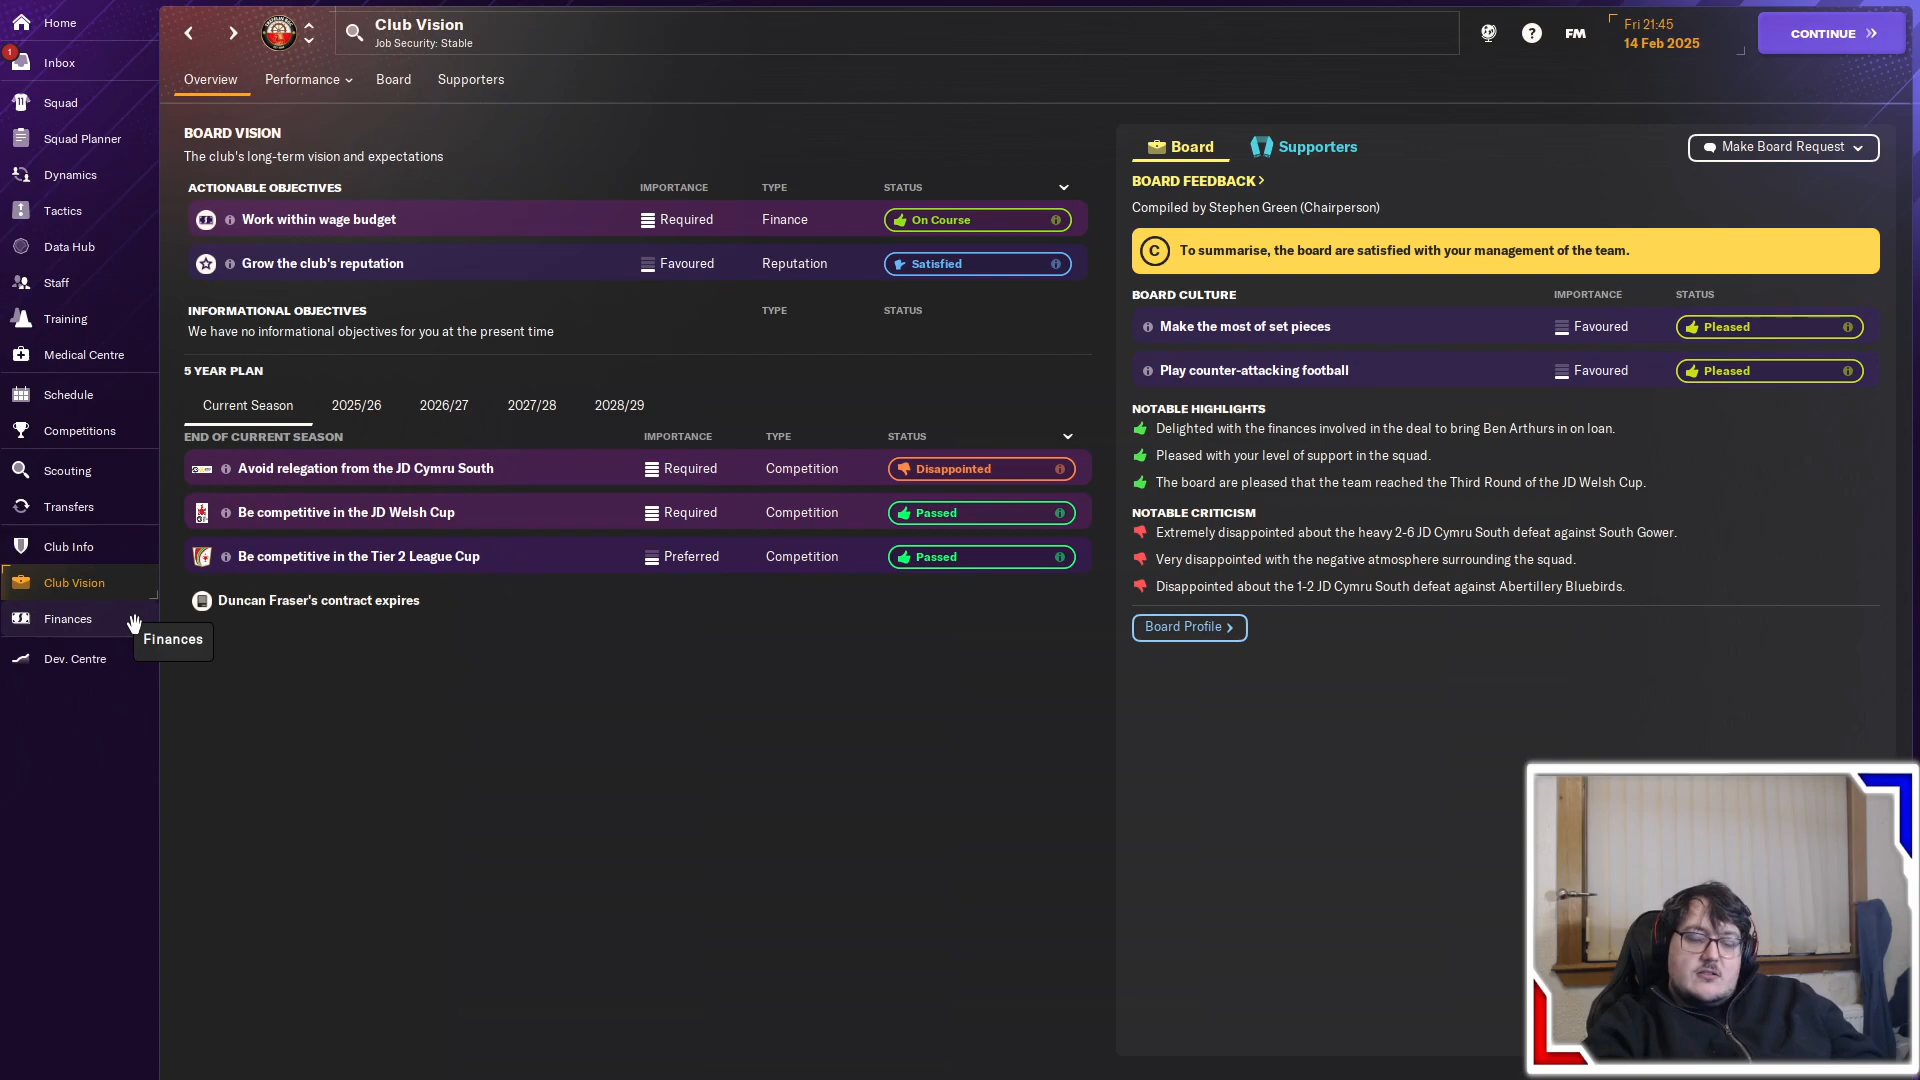 Home
1
Inbox
Squad
Squad Planner
Dynamics
Tactics
Data Hub
Staff
Training
Medical Centre
Schedule
Competitions
Scouting
Transfers
Club Info
Club Vision
Finances
Dev. Centre
Finances
Club Vision
Job Security: Stable
FM
Fri 21:45
14 Feb 2025
CONTINUE
Overview
Performance
Board
Supporters
BOARD VISION
The club's long-term vision and expectations
ACTIONABLE OBJECTIVES IMPORTANCE TYPE STATUS
Work within wage budget Required Finance On Course
Grow the club's reputation Favoured Reputation Satisfied
INFORMATIONAL OBJECTIVES TYPE STATUS
We have no informational objectives for you at the present time
5 YEAR PLAN
Current Season 2025/26 2026/27 2027/28 2028/29
END OF CURRENT SEASON IMPORTANCE TYPE STATUS
Avoid relegation from the JD Cymru South Required Competition Disappointed
Be competitive in the JD Welsh Cup Required Competition Passed
Be competitive in the Tier 2 League Cup Preferred Competition Passed
Duncan Fraser's contract expires
Board Supporters
Make Board Request
BOARD FEEDBACK
Compiled by Stephen Green (Chairperson)
C To summarise, the board are satisfied with your management of the team.
BOARD CULTURE IMPORTANCE STATUS
Make the most of set pieces Favoured Pleased
Play counter-attacking football Favoured Pleased
NOTABLE HIGHLIGHTS
Delighted with the finances involved in the deal to bring Ben Arthurs in on loan.
Pleased with your level of support in the squad.
The board are pleased that the team reached the Third Round of the JD Welsh Cup.
NOTABLE CRITICISM
Extremely disappointed about the heavy 2-6 JD Cymru South defeat against South Gower.
Very disappointed with the negative atmosphere surrounding the squad.
Disappointed about the 1-2 JD Cymru South defeat against Abertillery Bluebirds.
Board Profile